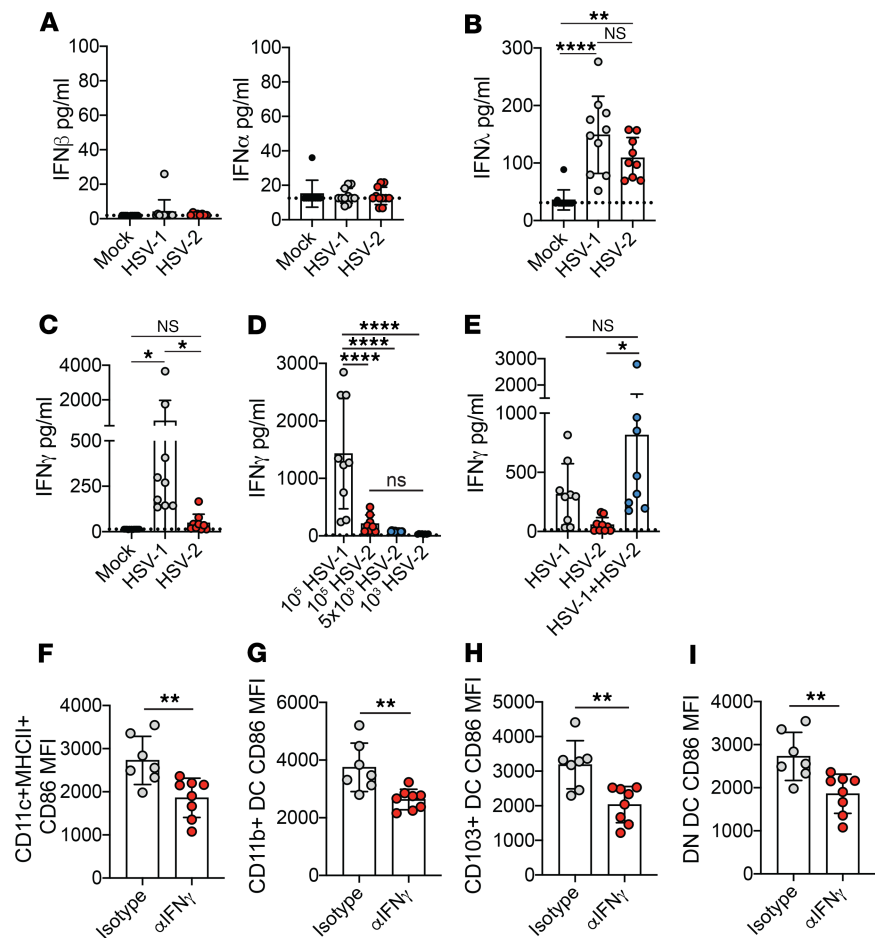 A
IFNβ pg/ml
100
80
60
40
20
0
Mock
HSV-1
HSV-2
IFNα pg/ml
100
80
60
40
20
0
Mock
HSV-1
HSV-2
B
**
NS
****
IFNλ pg/ml
300
200
100
0
Mock
HSV-1
HSV-2
C
NS
*
*
IFNγ pg/ml
4000
2000
500
250
0
Mock
HSV-1
HSV-2
D
****
****
****
ns
IFNγ pg/ml
3000
2000
1000
0
10⁵ HSV-1
10⁵ HSV-2
5x10³ HSV-2
10³ HSV-2
E
NS
*
IFNγ pg/ml
3000
2000
1000
500
0
HSV-1
HSV-2
HSV-1+HSV-2
F
**
CD11c+MHCII+
CD86 MFI
4000
3000
2000
1000
0
Isotype
αIFNγ
G
**
CD11b+ DC CD86 MFI
6000
4000
2000
0
Isotype
αIFNγ
H
**
CD103+ DC CD86 MFI
5000
4000
3000
2000
1000
0
Isotype
αIFNγ
I
**
DN DC CD86 MFI
4000
3000
2000
1000
0
Isotype
αIFNγ